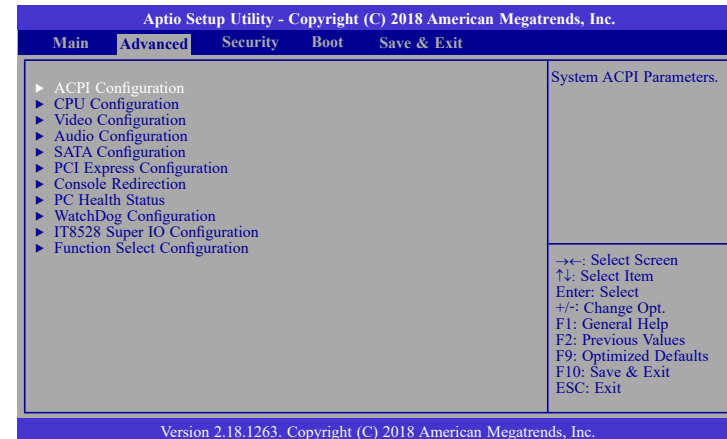 Aptio Setup Utility - Copyright (C) 2018 American Megatrends, Inc.
Main Advanced Security Boot Save & Exit
► ACPI Configuration
► CPU Configuration
► Video Configuration
► Audio Configuration
► SATA Configuration
► PCI Express Configuration
► Console Redirection
► PC Health Status
► WatchDog Configuration
► IT8528 Super IO Configuration
► Function Select Configuration
System ACPI Parameters.
→←: Select Screen
↑↓: Select Item
Enter: Select
+/-: Change Opt.
F1: General Help
F2: Previous Values
F9: Optimized Defaults
F10: Save & Exit
ESC: Exit
Version 2.18.1263. Copyright (C) 2018 American Megatrends, Inc.